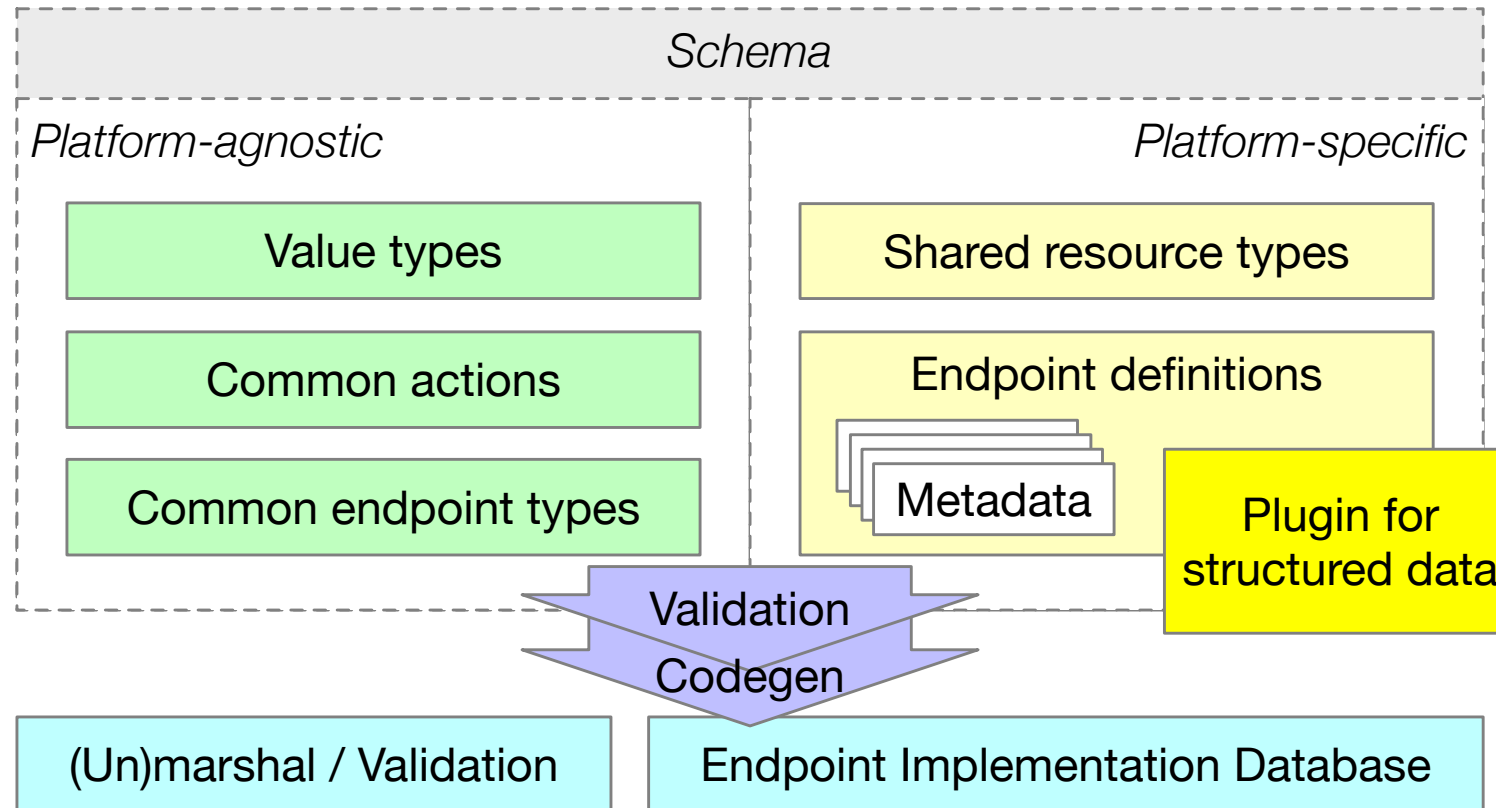 Schema
Platform-agnostic
Platform-specific
Value types
Common actions
Common endpoint types
Shared resource types
Endpoint definitions
Metadata
Plugin for
structured data
Validation
Codegen
(Un)marshal / Validation
Endpoint Implementation Database